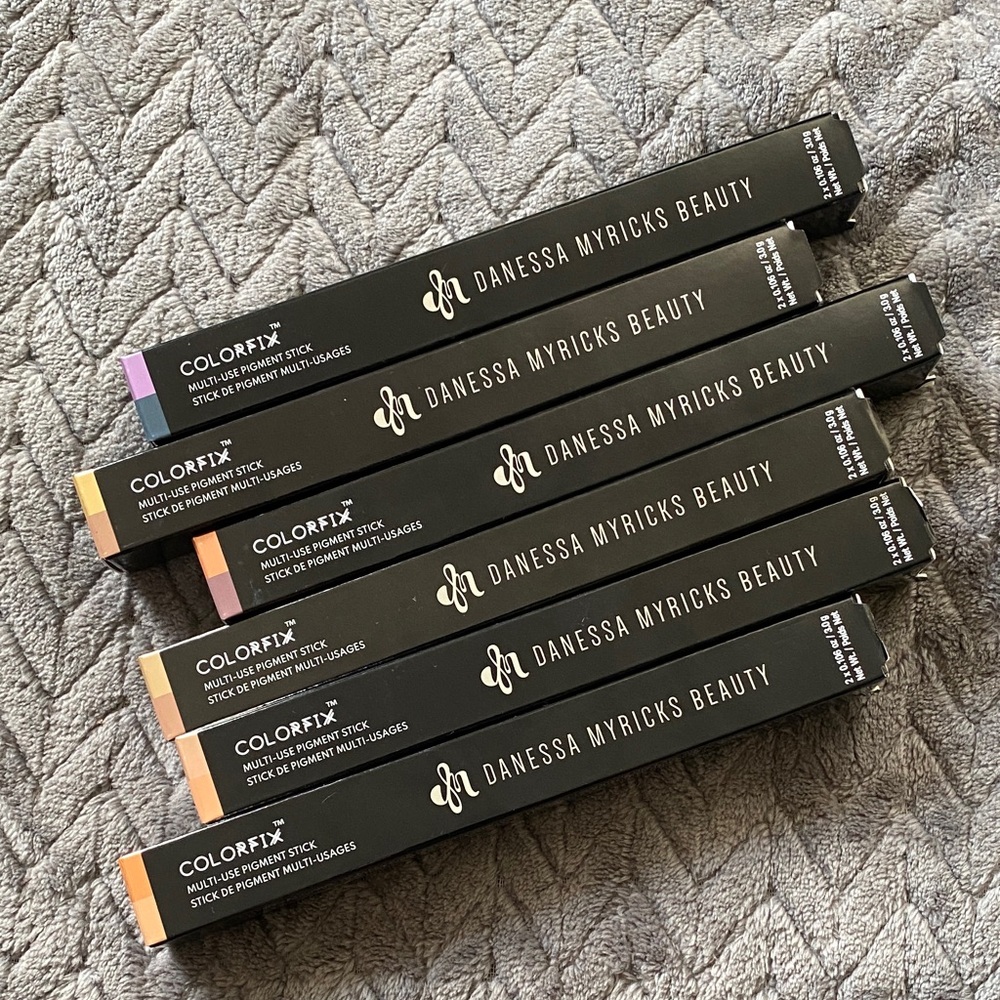 COLORFIX™
MULTI-USE PIGMENT STICK
STICK DE PIGMENT MULTI-USAGES
DANESSA MYRICKS BEAUTY
2 x 0.106 oz / 3.0 g
Net Wt. / Poids Net.
COLORFIX™
MULTI-USE PIGMENT STICK
STICK DE PIGMENT MULTI-USAGES
DANESSA MYRICKS BEAUTY
2 x 0.106 oz / 3.0 g
Net Wt. / Poids Net.
COLORFIX™
MULTI-USE PIGMENT STICK
STICK DE PIGMENT MULTI-USAGES
DANESSA MYRICKS BEAUTY
2 x 0.106 oz / 3.0 g
Net Wt. / Poids Net.
COLORFIX™
MULTI-USE PIGMENT STICK
STICK DE PIGMENT MULTI-USAGES
DANESSA MYRICKS BEAUTY
2 x 0.106 oz / 3.0 g
Net Wt. / Poids Net.
COLORFIX™
MULTI-USE PIGMENT STICK
STICK DE PIGMENT MULTI-USAGES
DANESSA MYRICKS BEAUTY
2 x 0.106 oz / 3.0 g
Net Wt. / Poids Net.
COLORFIX™
MULTI-USE PIGMENT STICK
STICK DE PIGMENT MULTI-USAGES
DANESSA MYRICKS BEAUTY
2 x 0.106 oz / 3.0 g
Net Wt. / Poids Net.